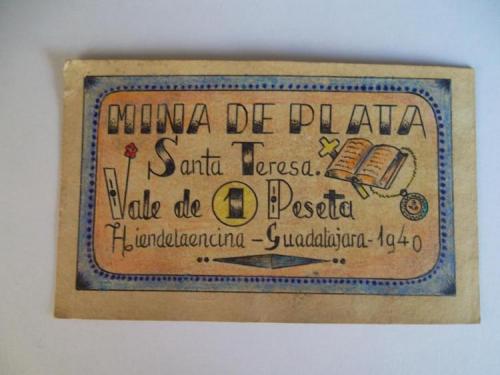 MINA DE PLATA
Santa Teresa.
Vale de 1 Peseta
Hiendelaencina - Guadalajara - 1940